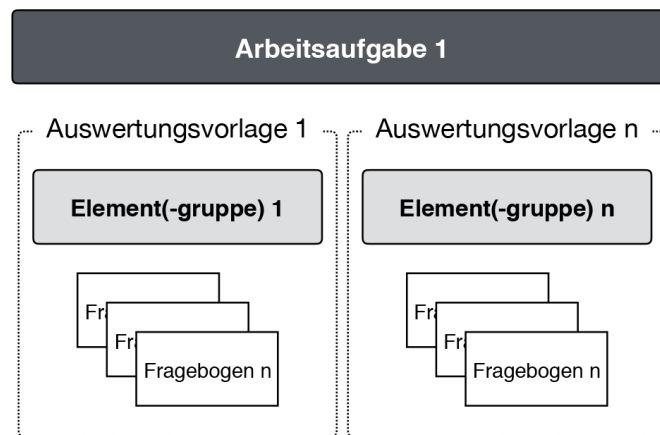 Arbeitsaufgabe 1
Auswertungsvorlage 1
Auswertungsvorlage n
Element(-gruppe) 1
Element(-gruppe) n
Fragebogen n
Fragebogen n